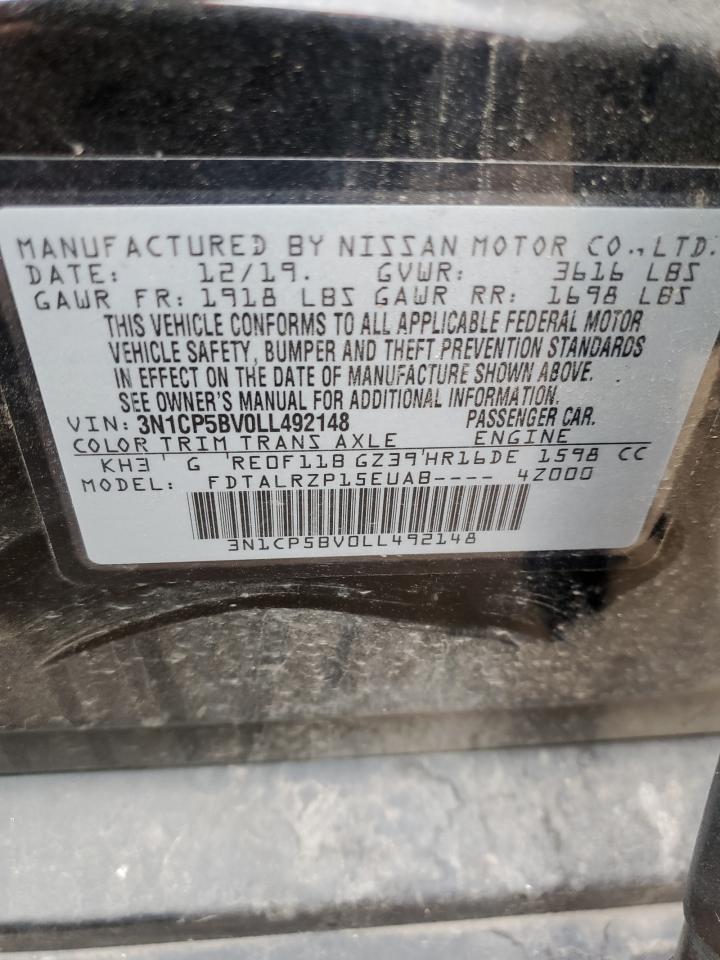 MANUFACTURED BY NISSAN MOTOR CO., LTD.
DATE: 12/19. GVWR: 3616 LBS
GAWR FR: 1918 LBS GAWR RR: 1698 LBS
THIS VEHICLE CONFORMS TO ALL APPLICABLE FEDERAL MOTOR
VEHICLE SAFETY, BUMPER AND THEFT PREVENTION STANDARDS
IN EFFECT ON THE DATE OF MANUFACTURE SHOWN ABOVE.
SEE OWNER'S MANUAL FOR ADDITIONAL INFORMATION.
VIN: 3N1CP5BV0LL492148 PASSENGER CAR.
COLOR TRIM TRANS AXLE ENGINE
KH3 G RE0F11B GZ39 HR16DE 1598 CC
MODEL: FDTALRZP15EUAB---- 4Z000
3N1CP5BV0LL492148